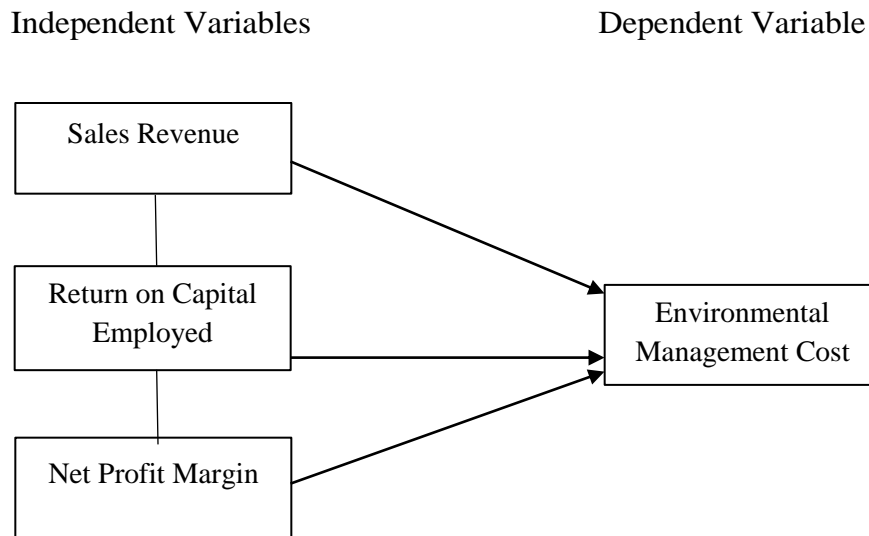 Independent Variables
Dependent Variable
Sales Revenue
Return on Capital
Employed
Environmental
Management Cost
Net Profit Margin